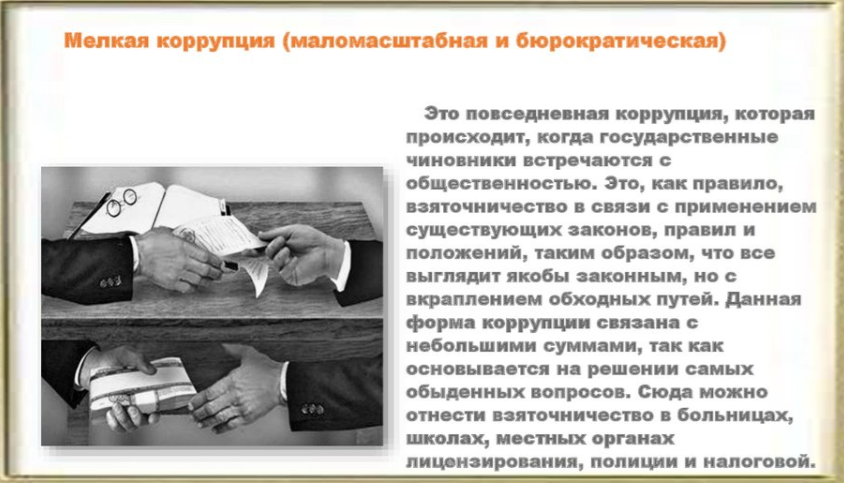 Мелкая коррупция (маломасштабная и бюрократическая)
Это повседневная коррупция, которая
происходит, когда государственные
чиновники встречаются с
общественностью. Это, как правило,
взяточничество в связи с применением
существующих законов, правил и
положений, таким образом, что все
выглядит якобы законным, но с
вкраплением обходных путей. Данная
форма коррупции связана с
небольшими суммами, так как
основывается на решении самых
обыденных вопросов. Сюда можно
отнести взяточничество в больницах,
школах, местных органах
лицензирования, полиции и налоговой.